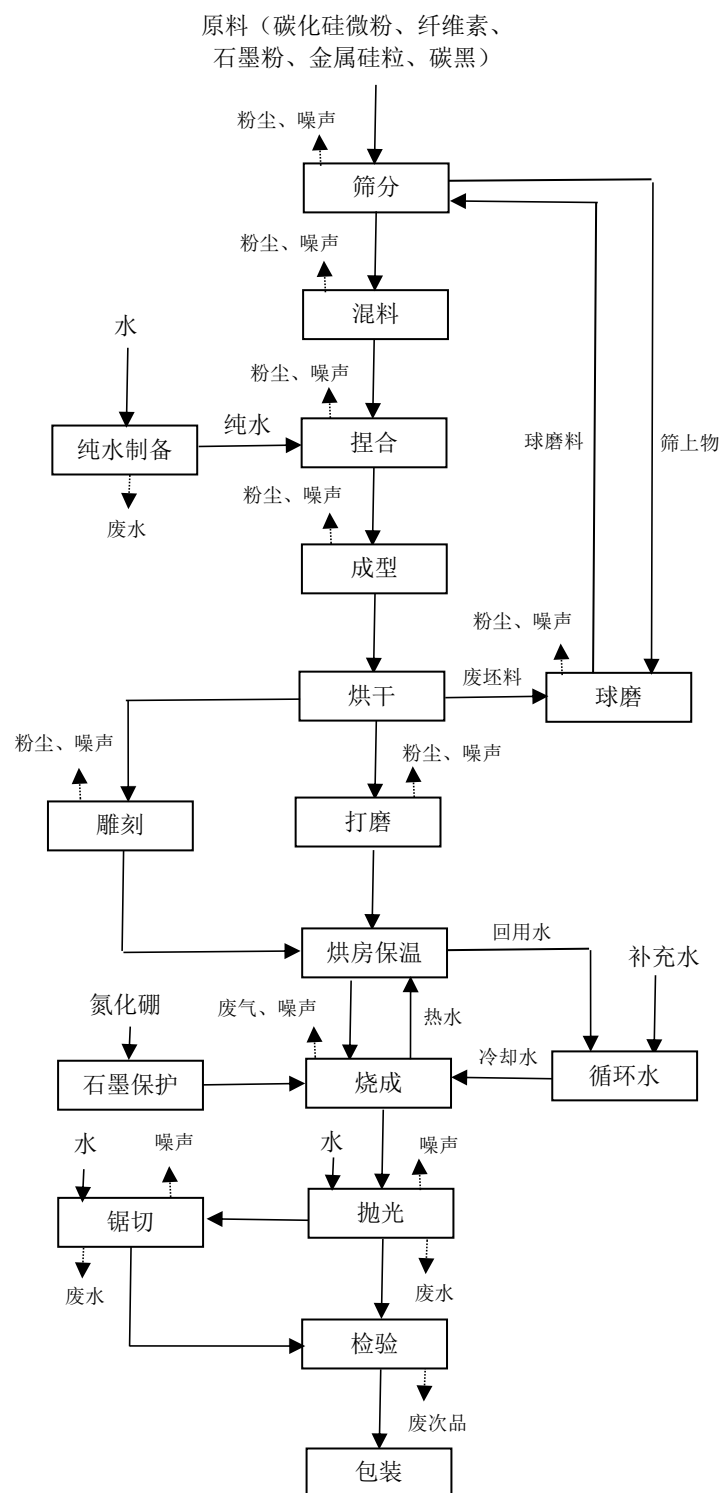 原料（碳化硅微粉、纤维素、
石墨粉、金属硅粒、碳黑）
粉尘、噪声
筛分
粉尘、噪声
混料
水
粉尘、噪声
纯水
纯水制备
捏合
球磨料
筛上物
粉尘、噪声
废水
成型
粉尘、噪声
废坯料
烘干
球磨
粉尘、噪声
粉尘、噪声
雕刻
打磨
回用水
烘房保温
补充水
氮化硼
废气、噪声
热水
冷却水
石墨保护
烧成
循环水
水
噪声
水
噪声
锯切
抛光
废水
废水
检验
废次品
包装